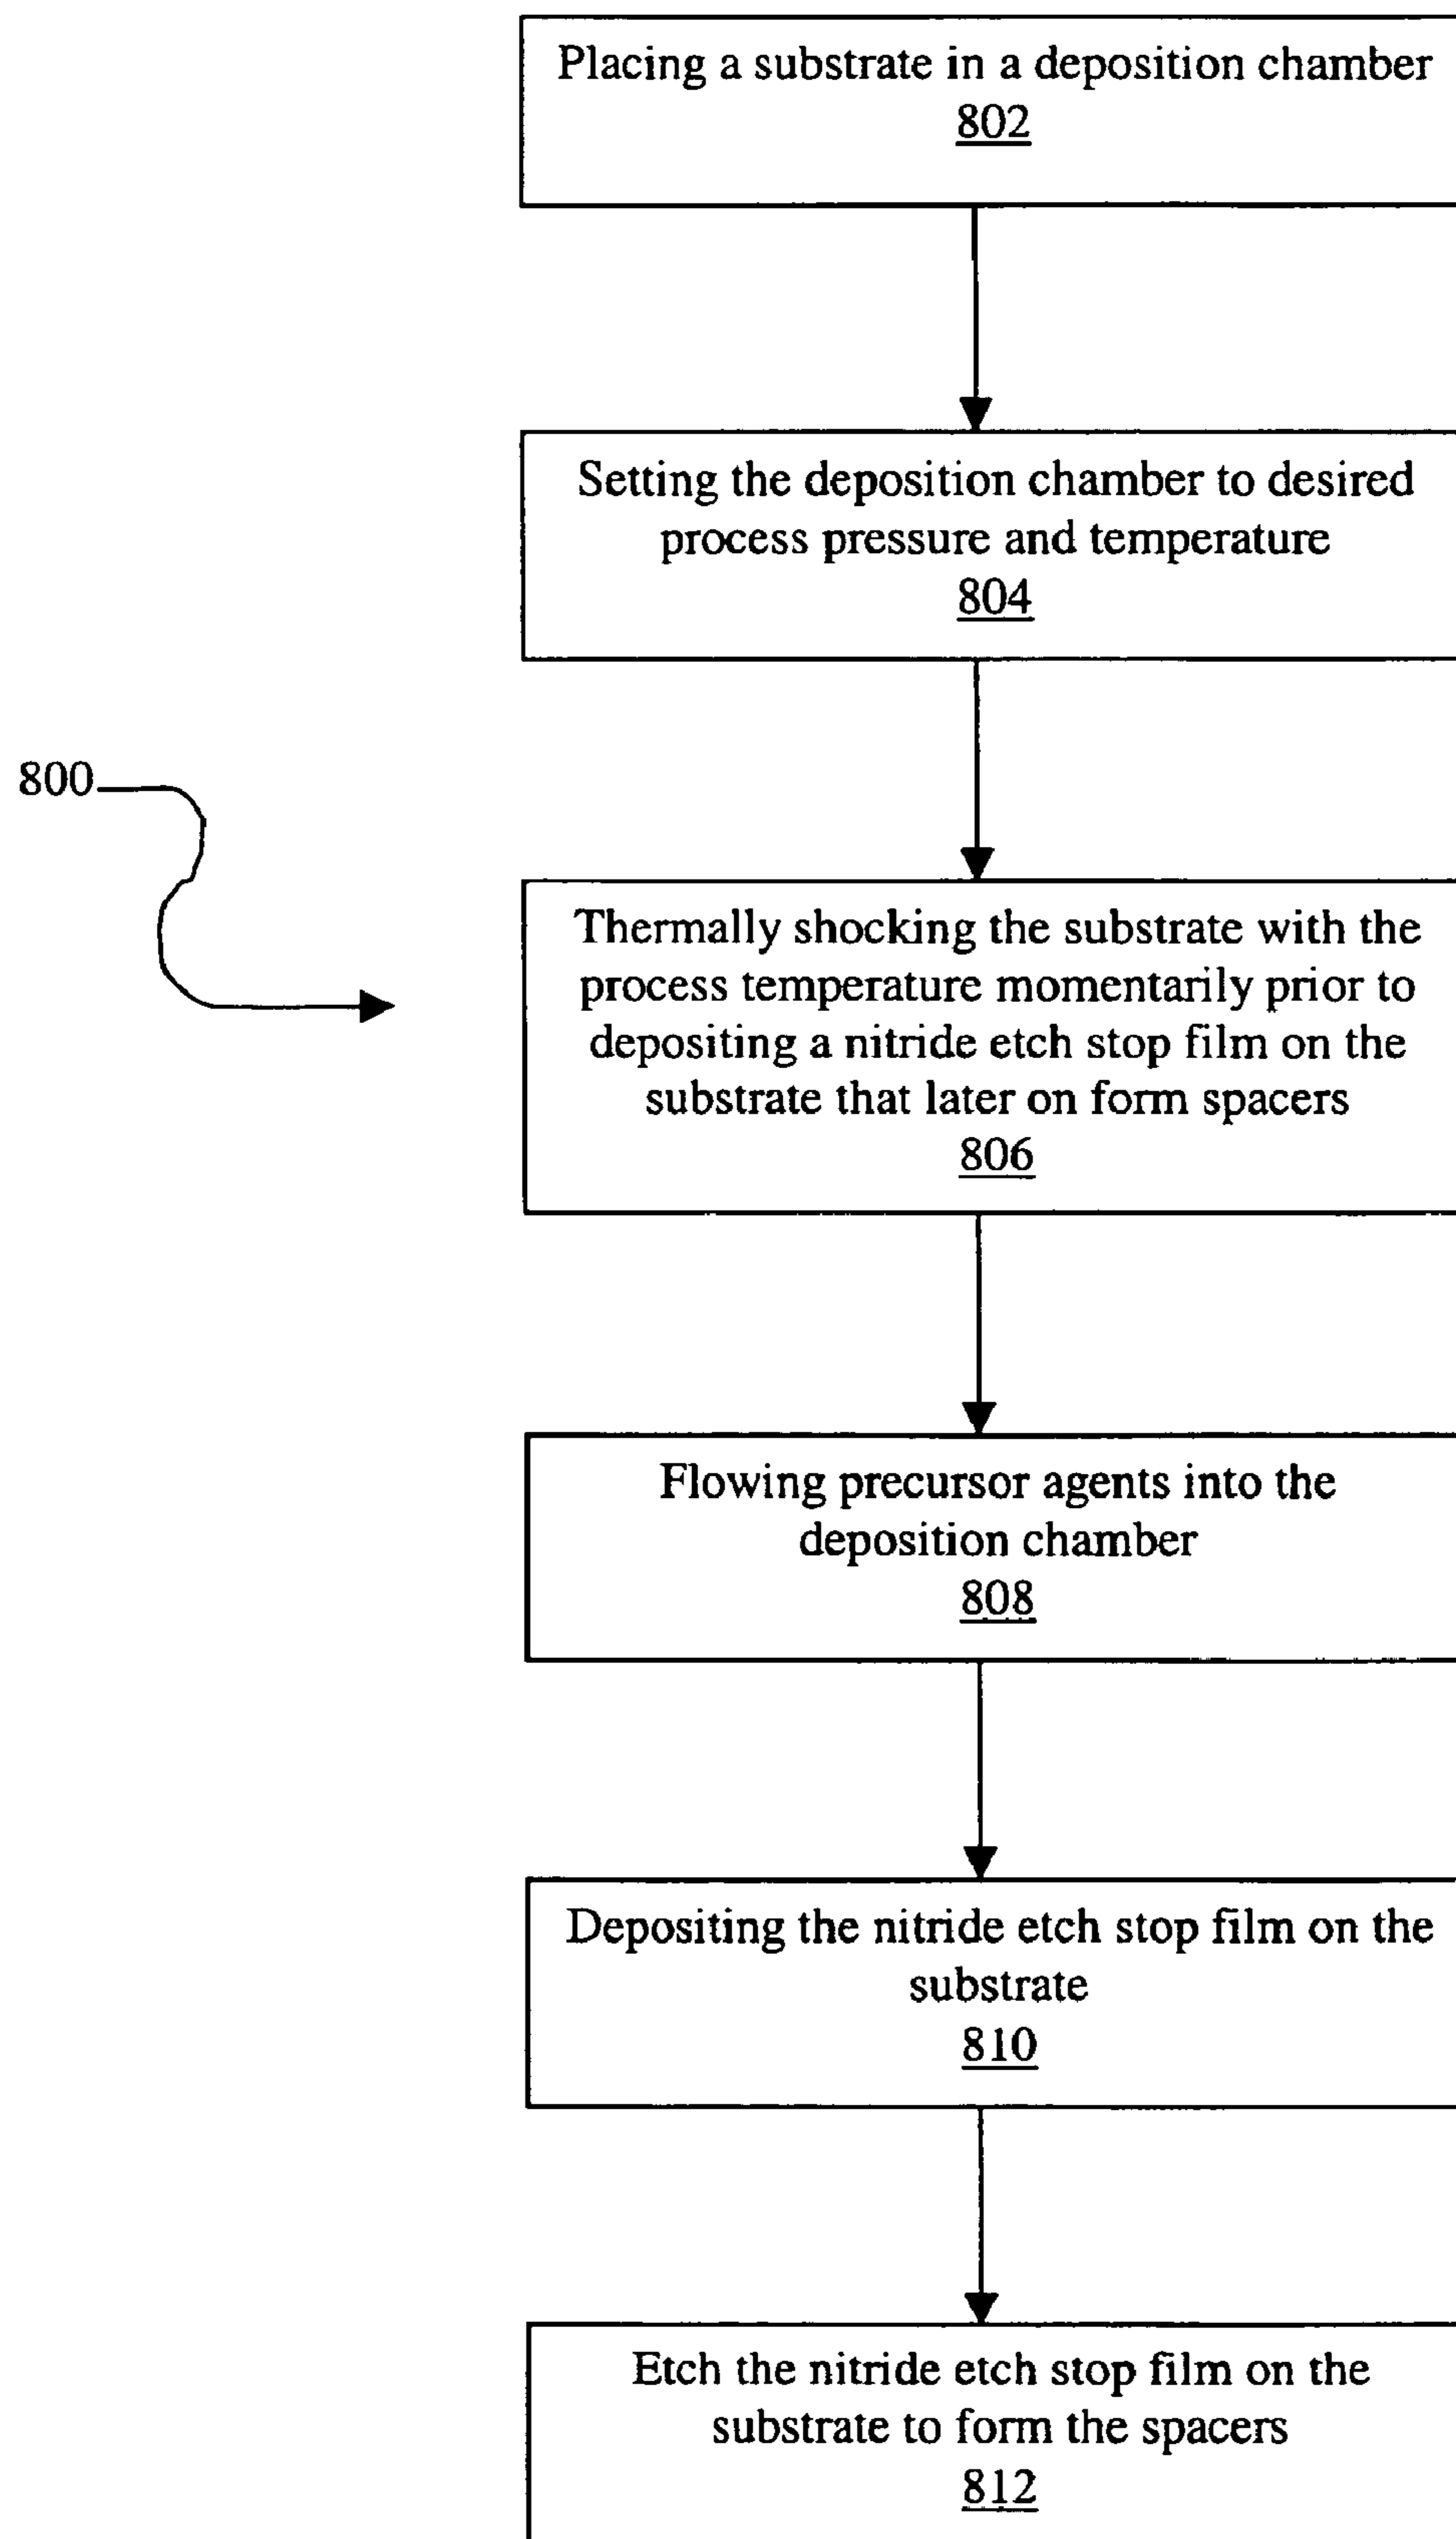 Placing a substrate in a deposition chamber
802
Setting the deposition chamber to desired
process pressure and temperature
804
800
Thermally shocking the substrate with the
process temperature momentarily prior to
depositing a nitride etch stop film on the
substrate that later on form spacers
806
Flowing precursor agents into the
deposition chamber
808
Depositing the nitride etch stop film on the
substrate
810
Etch the nitride etch stop film on the
substrate to form the spacers
812